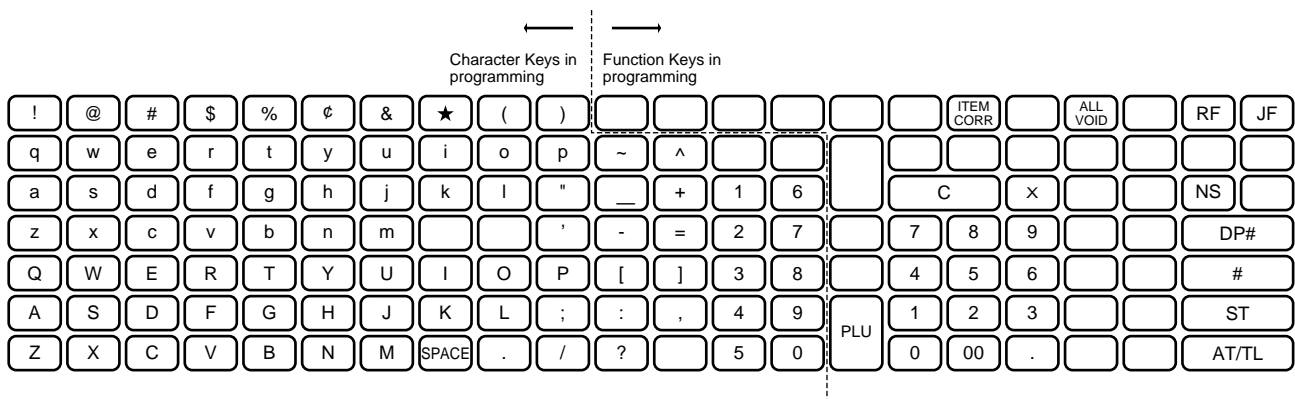 Character Keys in programming
Function Keys in programming
! @ # $ % ¢ & ★ ( ) ITEM CORR ALL VOID RF JF
q w e r t y u i o p ~ ^
a s d f g h j k l " _ + 1 6 C X NS
z x c v b n m ' - = 2 7 7 8 9 DP#
Q W E R T Y U I O P [ ] 3 8 4 5 6 #
A S D F G H J K L ; : , 4 9 PLU 1 2 3 ST
Z X C V B N M SPACE . / ? 5 0 0 00 . AT/TL